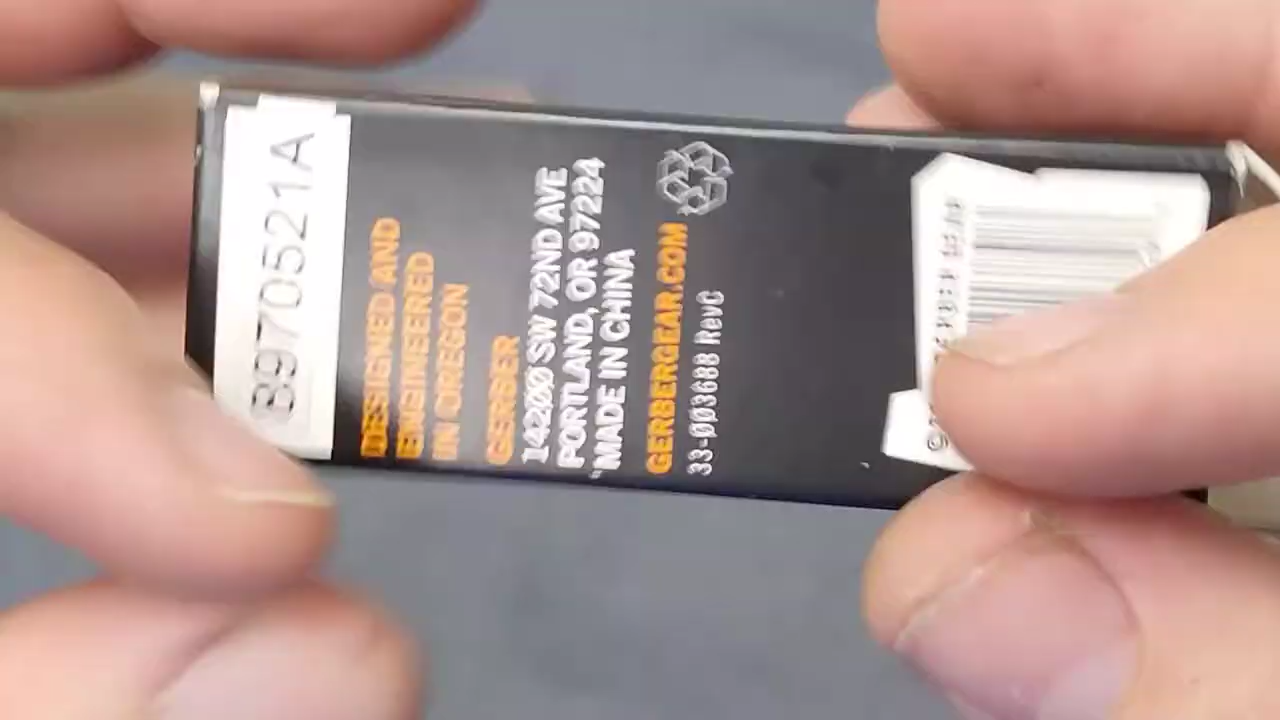 B970521A
DESIGNED AND
ENGINEERED
IN OREGON
GERBER
14200 SW 72ND AVE
PORTLAND, OR 97224
*MADE IN CHINA
GERBERGEAR.COM
33-003688 RevC